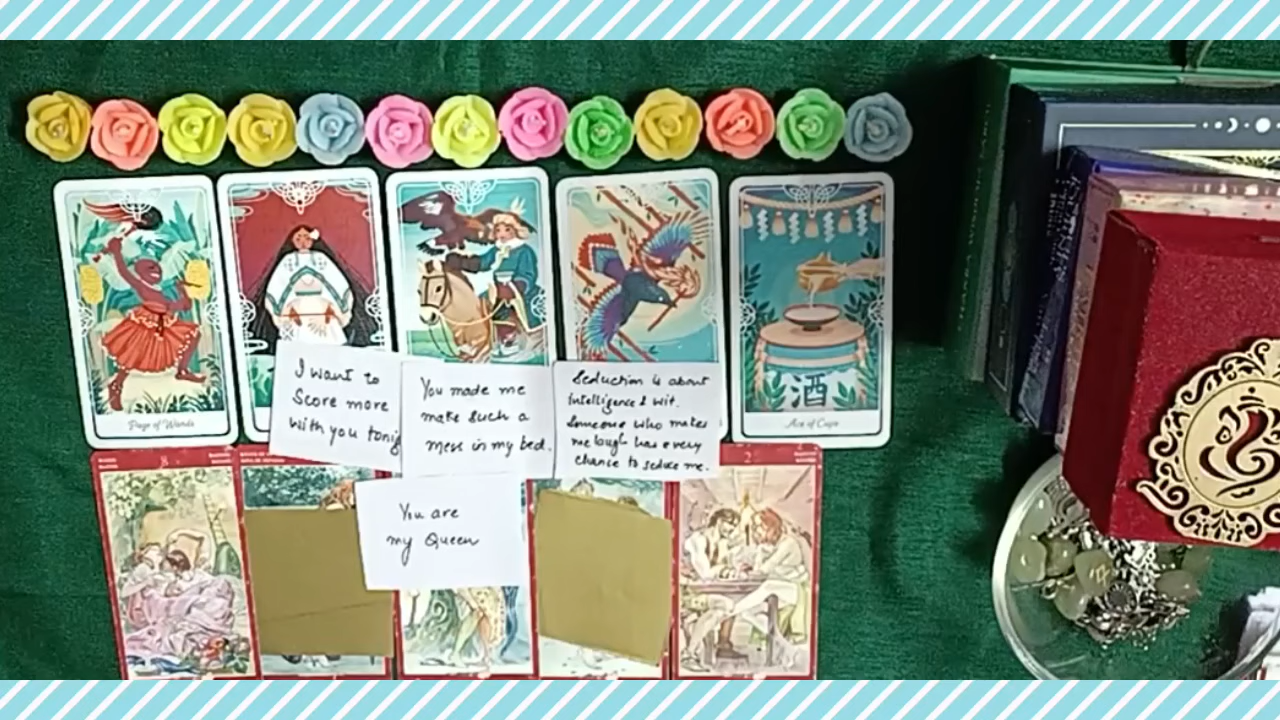 Page of Wands
酒
Ace of Cups
I want to
Score more
with you
You made me
make such a
mess in my bed.
Seduction is about
intelligence & wit.
Someone who makes
me laugh has every
chance to seduce me.
You are
my Queen
8
2